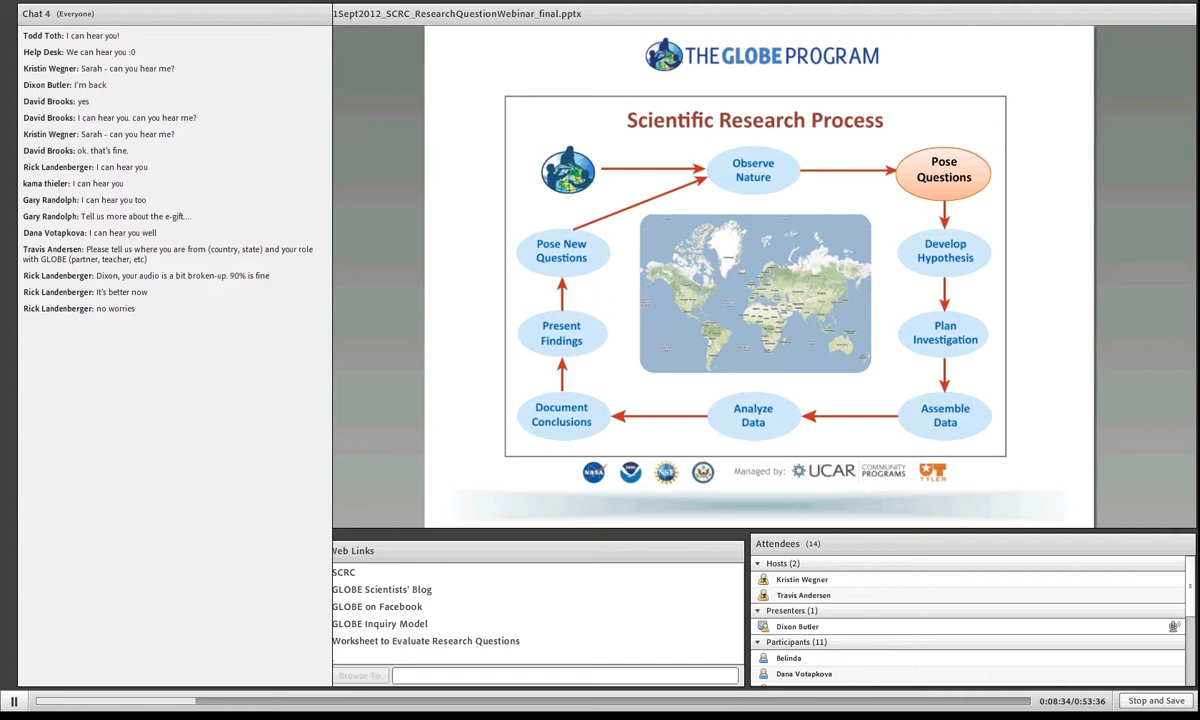 Chat 4 (Everyone)
Todd Toth: I can hear you!
Help Desk: We can hear you :0
Kristin Wegner: Sarah - can you hear me?
Dixon Butler: I'm back
David Brooks: yes
David Brooks: I can hear you. can you hear me?
Kristin Wegner: Sarah - can you hear me?
David Brooks: ok. that's fine.
Rick Landenberger: I can hear you
kama thieler: I can hear you
Gary Randolph: I can hear you too
Gary Randolph: Tell us more about the e-gift....
Dana Votapkova: I can hear you well
Travis Andersen: Please tell us where you are from (country, state) and your role
with GLOBE (partner, teacher, etc)
Rick Landenberger: Dixon, your audio is a bit broken-up. 90% is fine
Rick Landenberger: It's better now
Rick Landenberger: no worries
1Sept2012_SCRC_ResearchQuestionWebinar_final.pptx
THE GLOBE PROGRAM
Scientific Research Process
Observe
Nature
Pose
Questions
Develop
Hypothesis
Plan
Investigation
Assemble
Data
Analyze
Data
Document
Conclusions
Present
Findings
Pose New
Questions
Managed by: UCAR COMMUNITY
PROGRAMS
UT
TYLER
Web Links
SCRC
GLOBE Scientists' Blog
GLOBE on Facebook
GLOBE Inquiry Model
Worksheet to Evaluate Research Questions
Browse To
Attendees (14)
Hosts (2)
Kristin Wegner
Travis Andersen
Presenters (1)
Dixon Butler
Participants (11)
Belinda
Dana Votapkova
0:08:34/0:53:36
Stop and Save